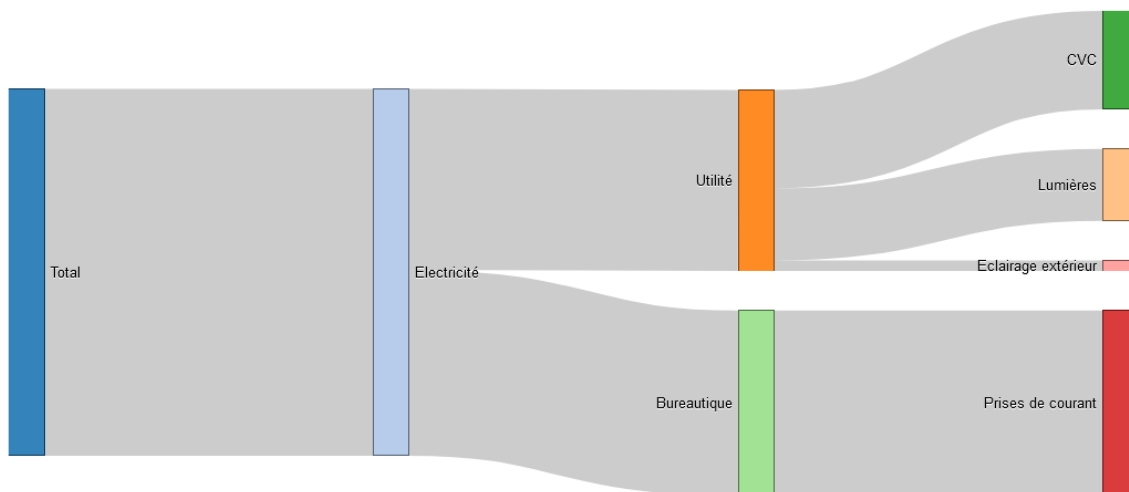 CVC
Utilité
Lumières
Total
Electricité
Eclairage extérieur
Bureautique
Prises de courant